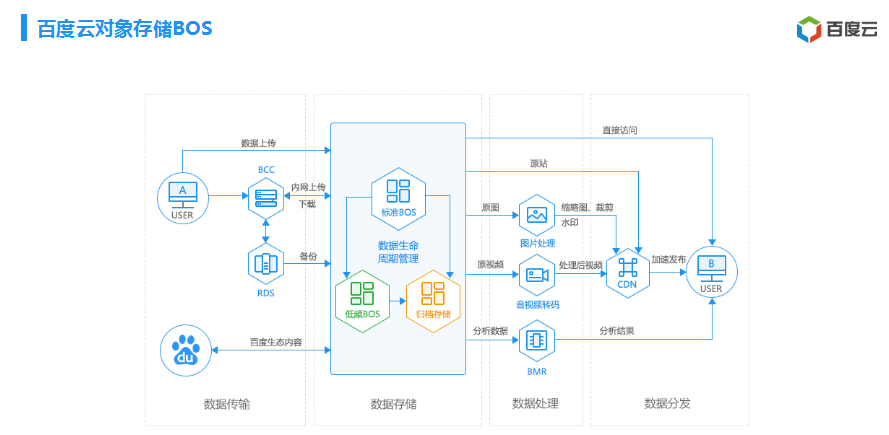 百度云对象存储BOS
百度云
数据上传
BCC
A
USER
内网上传
下载
备份
RDS
du
百度生态内容
数据传输
标准BOS
数据生命
周期管理
低频BOS
归档存储
数据存储
原图
图片处理
缩略图、裁剪
水印
原视频
音视频转码
处理后视频
分析数据
BMR
分析结果
数据处理
直接访问
源站
CDN
加速发布
B
USER
数据分发